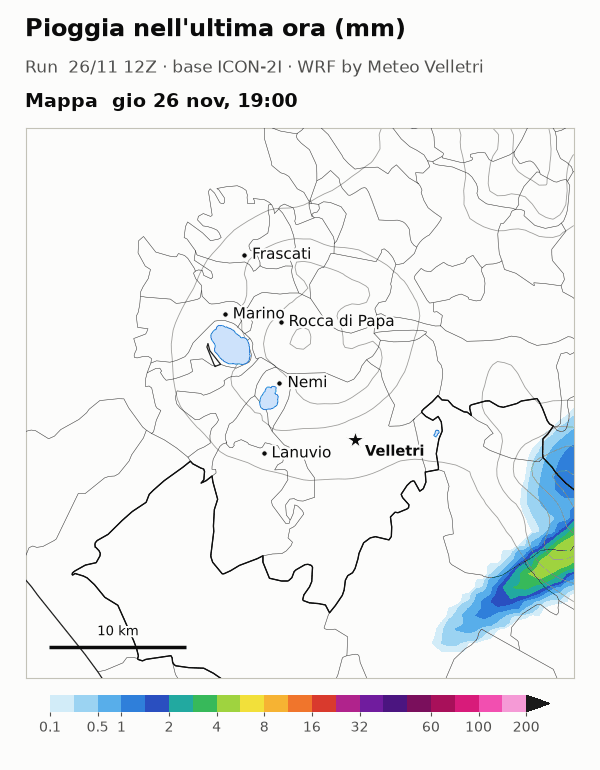 Pioggia nell'ultima ora (mm)
Run  26/11 12Z · base ICON-2I · WRF by Meteo Velletri
Mappa  gio 26 nov, 19:00
Frascati
Marino
Rocca di Papa
Nemi
Velletri
Lanuvio
10 km
0.1 0.5 1 2 4 8 16 32 60 100 200